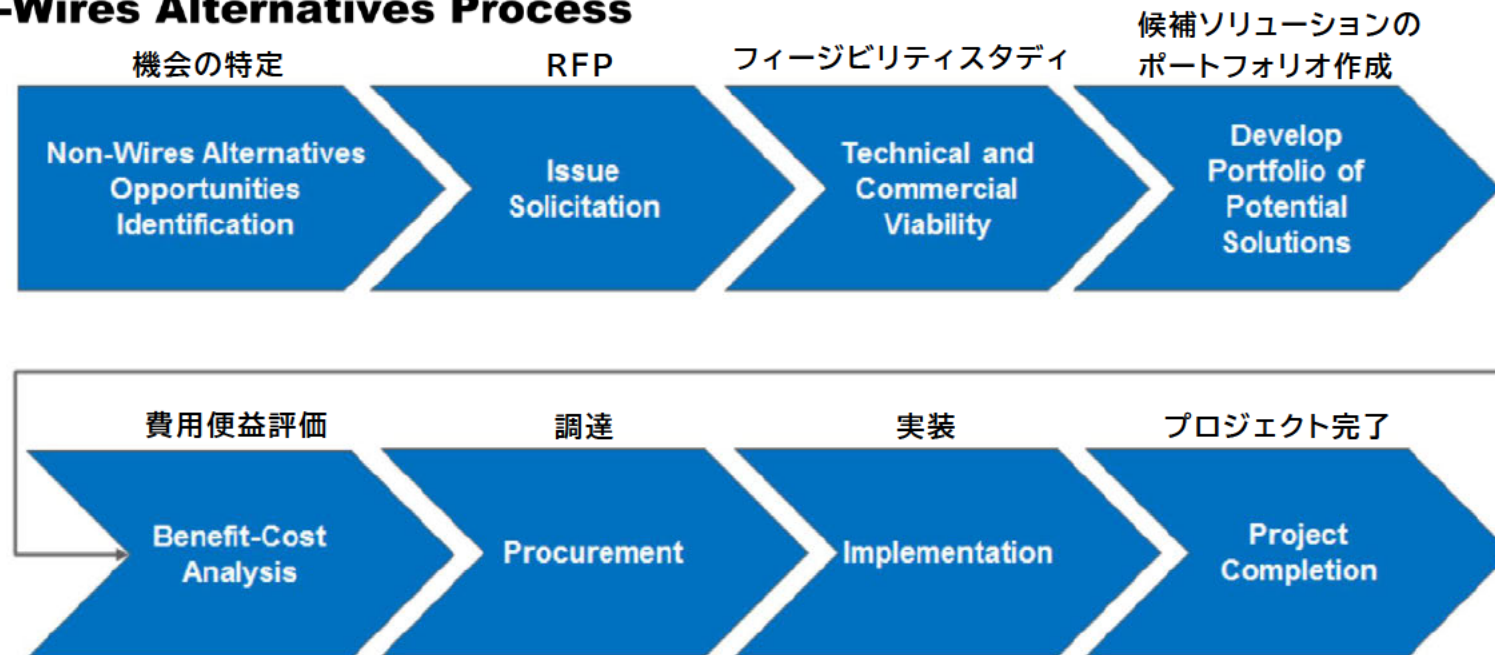 -Wires Alternatives Process
機会の特定
RFP
フィージビリティスタディ
候補ソリューションの
ポートフォリオ作成
Non-Wires Alternatives
Opportunities
Identification
Issue
Solicitation
Technical and
Commercial
Viability
Develop
Portfolio of
Potential
Solutions
費用便益評価
調達
実装
プロジェクト完了
Benefit-Cost
Analysis
Procurement
Implementation
Project
Completion